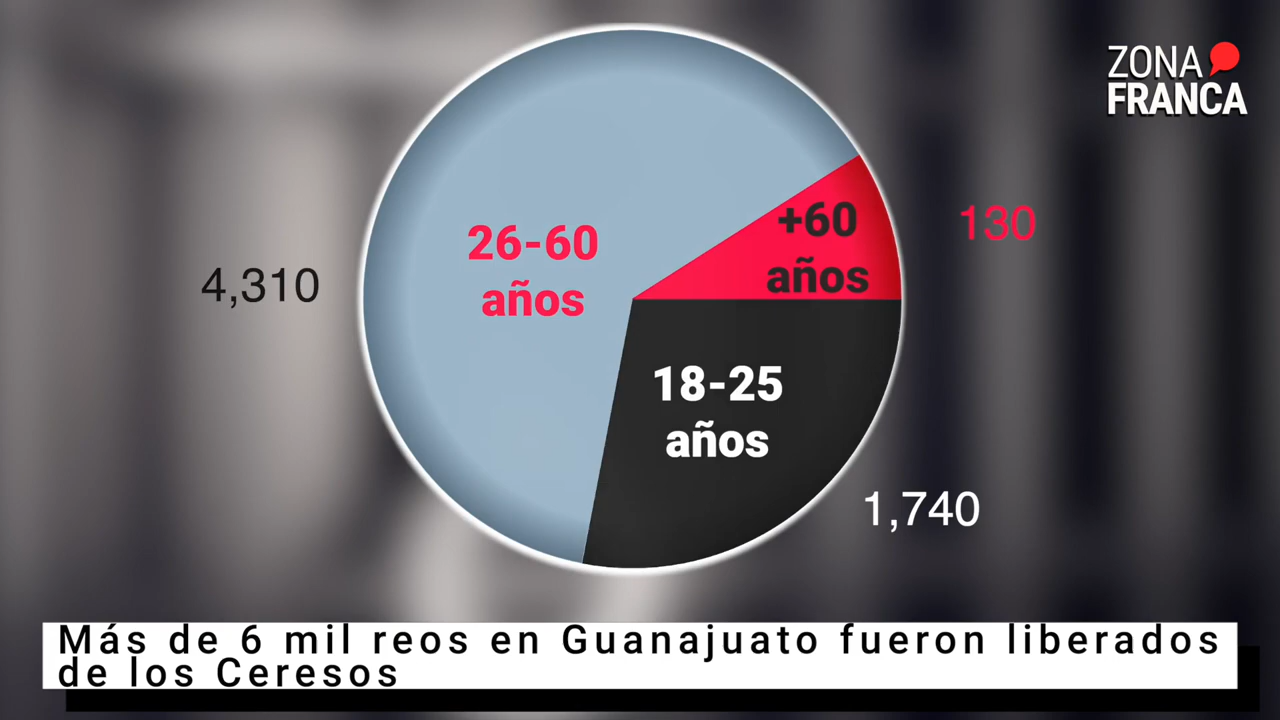 ZONA
FRANCA
26-60
años
4,310
+60
años
130
18-25
años
1,740
Más de 6 mil reos en Guanajuato fueron liberados
de los Ceresos